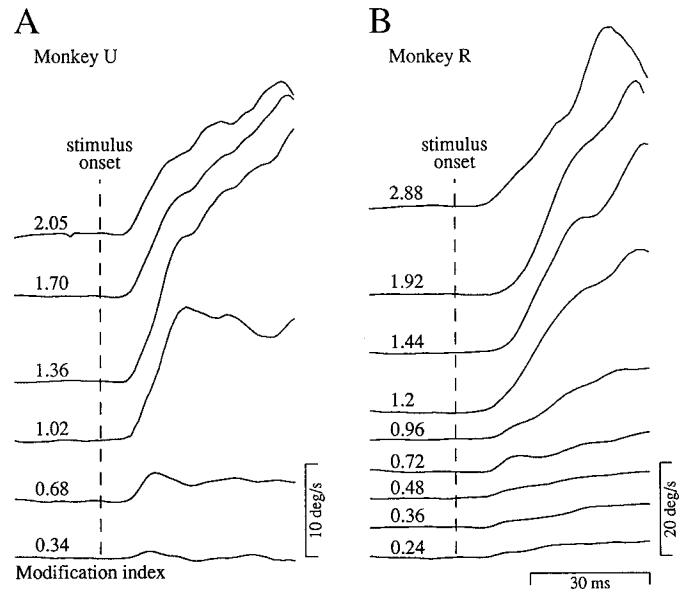 A
Monkey U
stimulus
onset
2.05
1.70
1.36
1.02
0.68
0.34
Modification index
10 deg/s
B
Monkey R
stimulus
onset
2.88
1.92
1.44
1.2
0.96
0.72
0.48
0.36
0.24
20 deg/s
30 ms